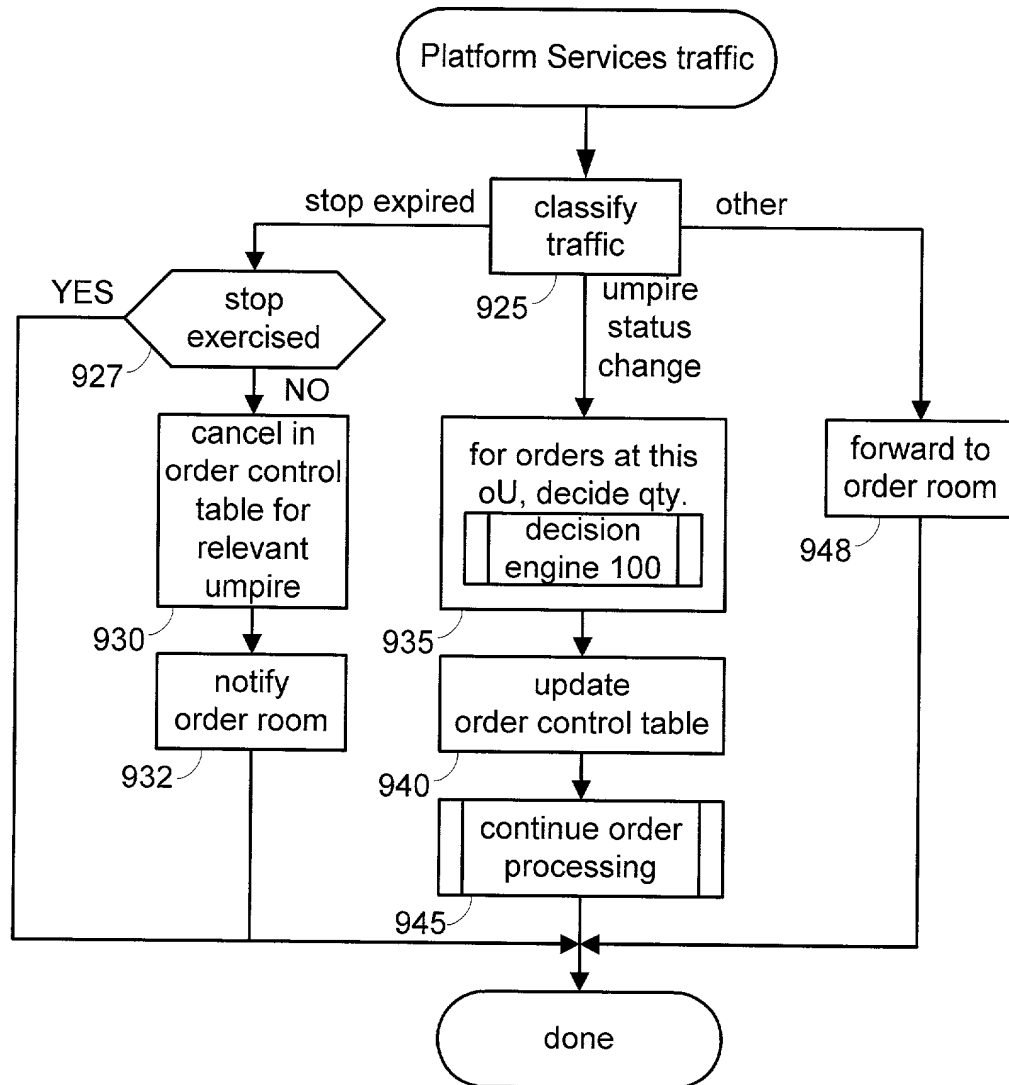 Platform Services traffic
stop expired
classify
traffic
other
925
umpire
status
change
YES
stop
exercised
927
NO
cancel in
order control
table for
relevant
umpire
930
notify
order room
932
for orders at this
oU, decide qty.
decision
engine 100
935
update
order control table
940
continue order
processing
945
forward to
order room
948
done